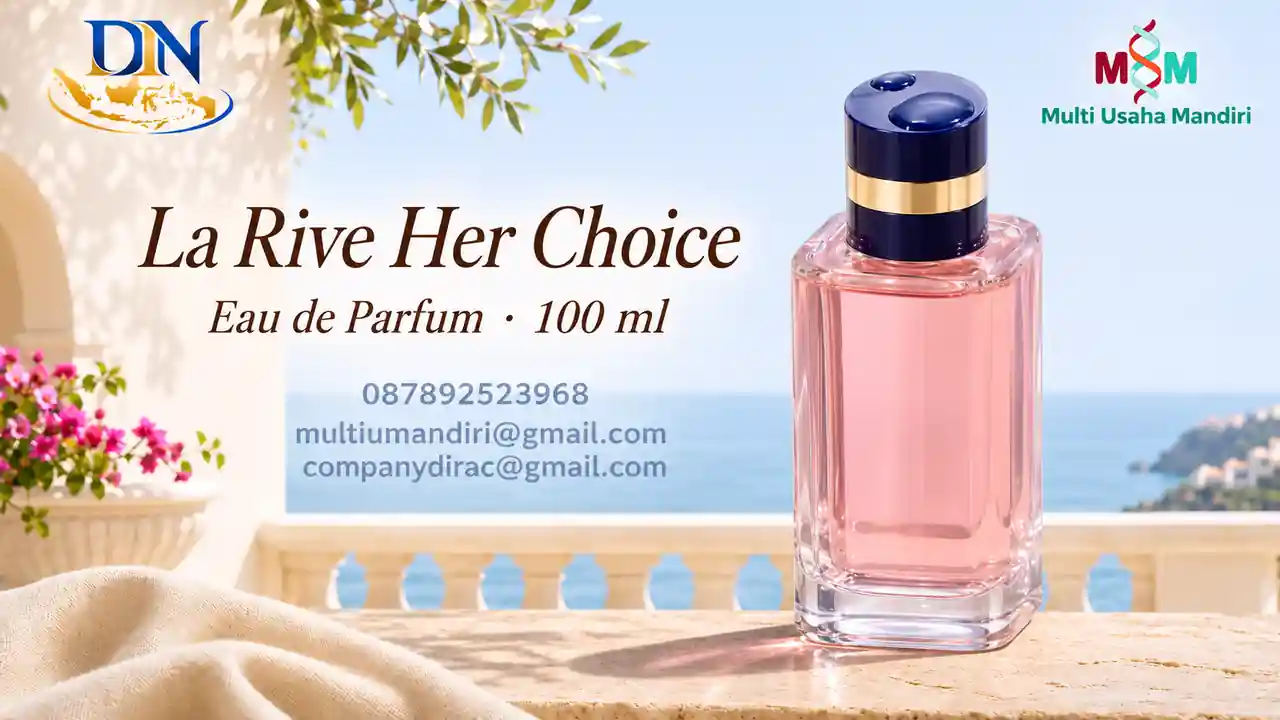 DN
MSM
Multi Usaha Mandiri
La Rive Her Choice
Eau de Parfum · 100 ml
087892523968
multiumandiri@gmail.com
companydirac@gmail.com